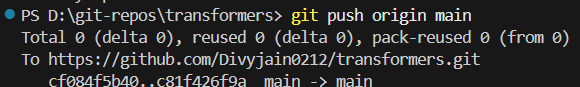 PS D:\git-repos\transformers> git push origin main
Total 0 (delta 0), reused 0 (delta 0), pack-reused 0 (from 0)
To https://github.com/Divyjain0212/transformers.git
cf084f5b40..c81f426f9a  main -> main